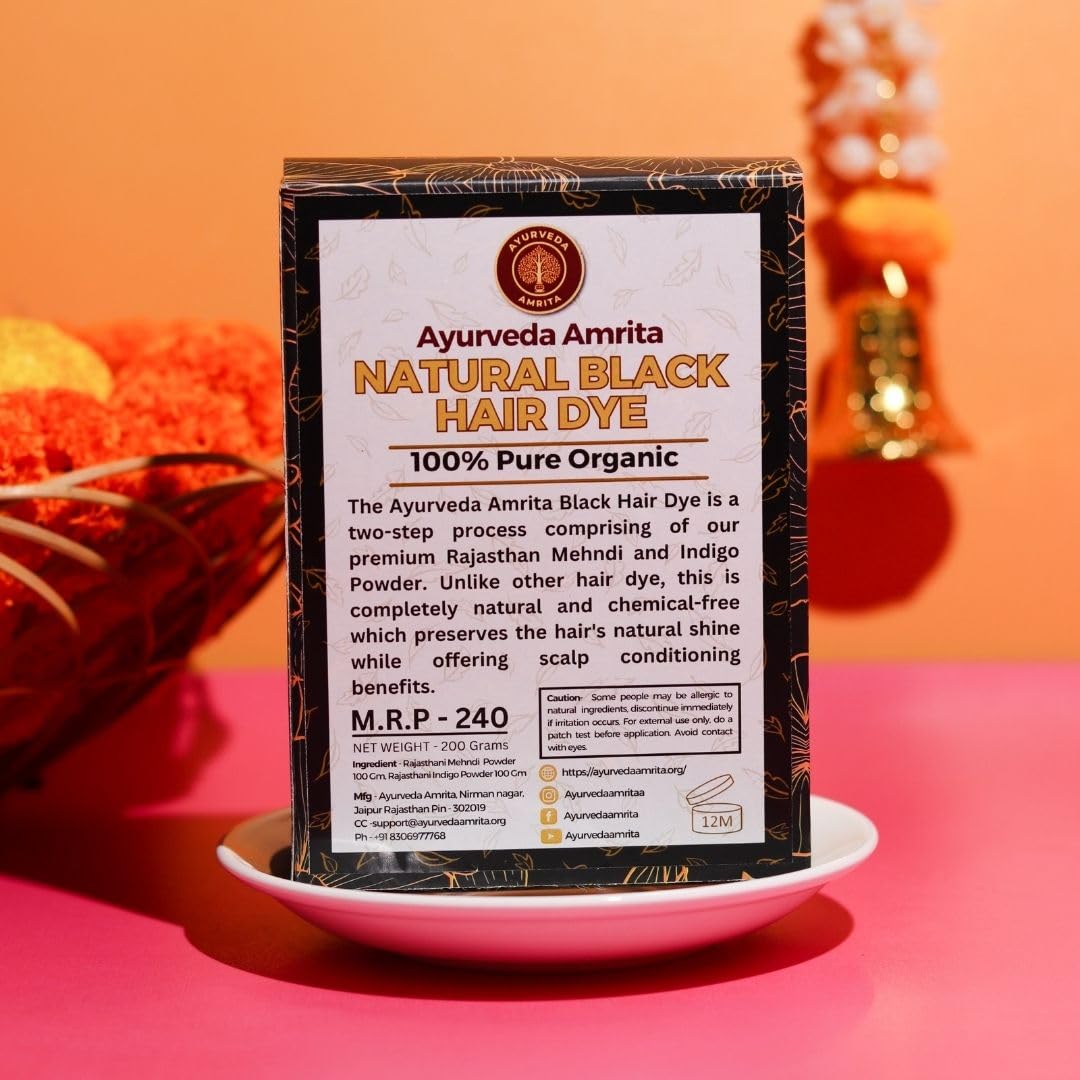 AYURVEDA
AMRITA
Ayurveda Amrita
NATURAL BLACK
HAIR DYE
100% Pure Organic
The Ayurveda Amrita Black Hair Dye is a
two-step process comprising of our
premium Rajasthan Mehndi and Indigo
Powder. Unlike other hair dye, this is
completely natural and chemical-free
which preserves the hair's natural shine
while offering scalp conditioning
benefits.
M.R.P - 240
NET WEIGHT - 200 Grams
Ingredient - Rajasthani Mehndi Powder
100 Gm, Rajasthani Indigo Powder 100 Gm
Mfg - Ayurveda Amrita, Nirman nagar,
Jaipur Rajasthan Pin - 302019
CC -support@ayurvedaamrita.org
Ph - +91 8306977768
Caution- Some people may be allergic to
natural ingredients, discontinue immediately
if irritation occurs. For external use only, do a
patch test before application. Avoid contact
with eyes.
https://ayurvedaamrita.org/
Ayurvedaamritaa
Ayurvedaamrita
Ayurvedaamrita
12M